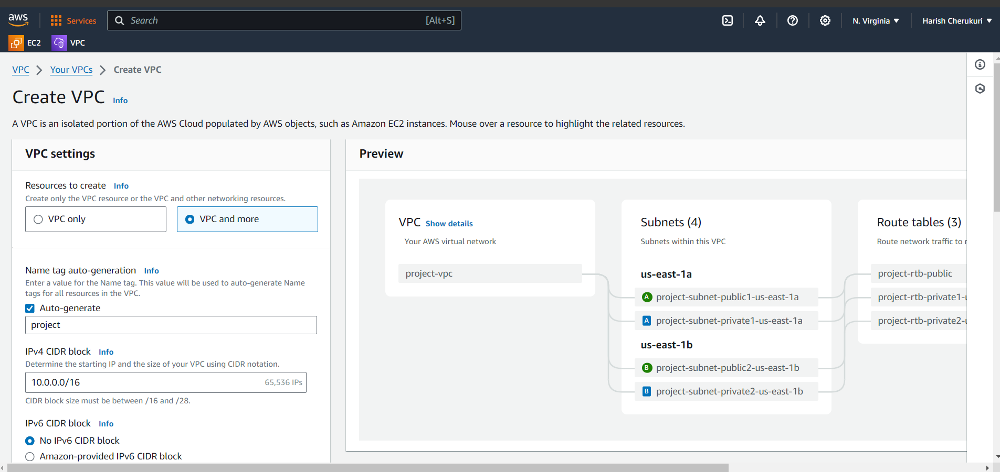 aws
Services
Search
[Alt+S]
N. Virginia
Harish Cherukuri
EC2
VPC
VPC
Your VPCs
Create VPC
Create VPC Info
A VPC is an isolated portion of the AWS Cloud populated by AWS objects, such as Amazon EC2 instances. Mouse over a resource to highlight the related resources.
VPC settings
Resources to create Info
Create only the VPC resource or the VPC and other networking resources.
VPC only
VPC and more
Name tag auto-generation Info
Enter a value for the Name tag. This value will be used to auto-generate Name
tags for all resources in the VPC.
Auto-generate
project
IPv4 CIDR block Info
Determine the starting IP and the size of your VPC using CIDR notation.
10.0.0.0/16
65,536 IPs
CIDR block size must be between /16 and /28.
IPv6 CIDR block Info
No IPv6 CIDR block
Amazon-provided IPv6 CIDR block
Preview
VPC Show details
Your AWS virtual network
project-vpc
Subnets (4)
Subnets within this VPC
us-east-1a
A project-subnet-public1-us-east-1a
A project-subnet-private1-us-east-1a
us-east-1b
B project-subnet-public2-us-east-1b
B project-subnet-private2-us-east-1b
Route tables (3)
Route network traffic to
project-rtb-public
project-rtb-private1-
project-rtb-private2-